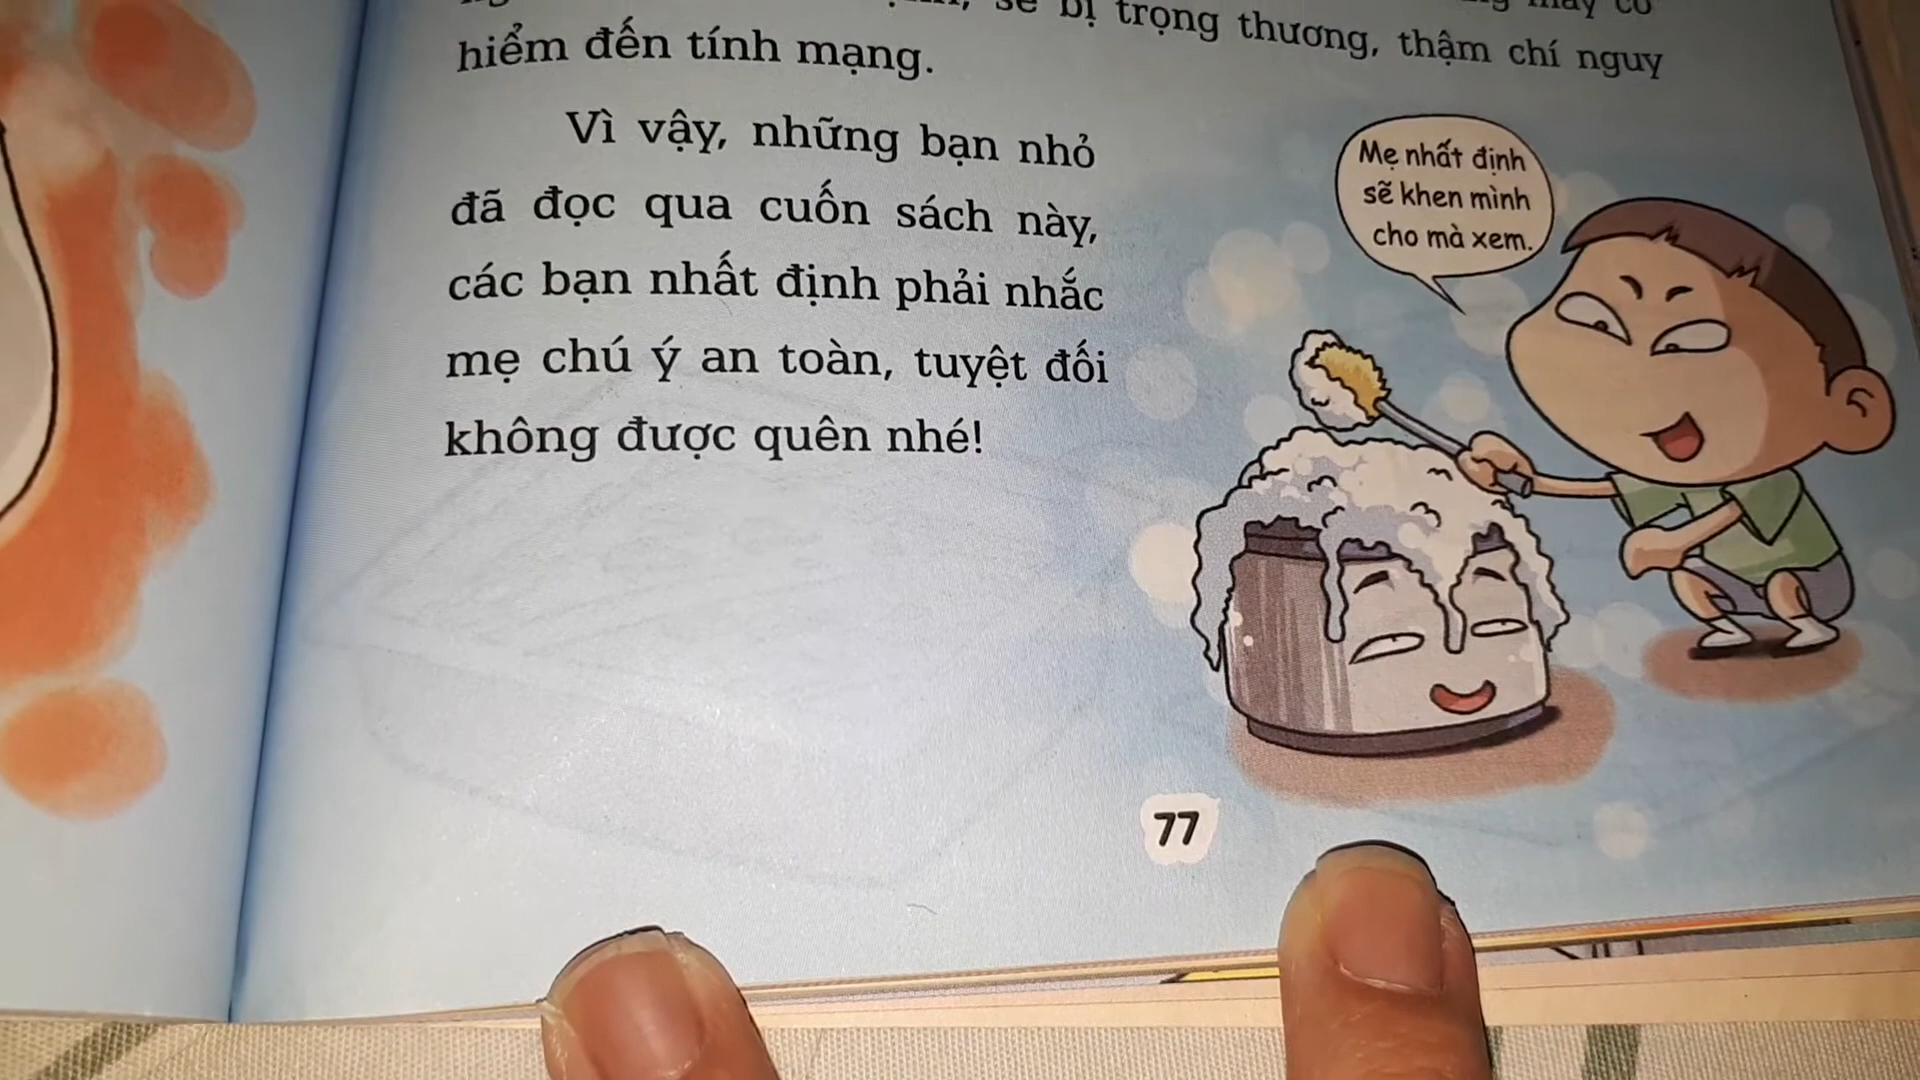 sẽ bị trọng thương, thậm chí nguy
hiểm đến tính mạng.
Vì vậy, những bạn nhỏ
đã đọc qua cuốn sách này,
các bạn nhất định phải nhắc
mẹ chú ý an toàn, tuyệt đối
không được quên nhé!
Mẹ nhất định
sẽ khen mình
cho mà xem.
77